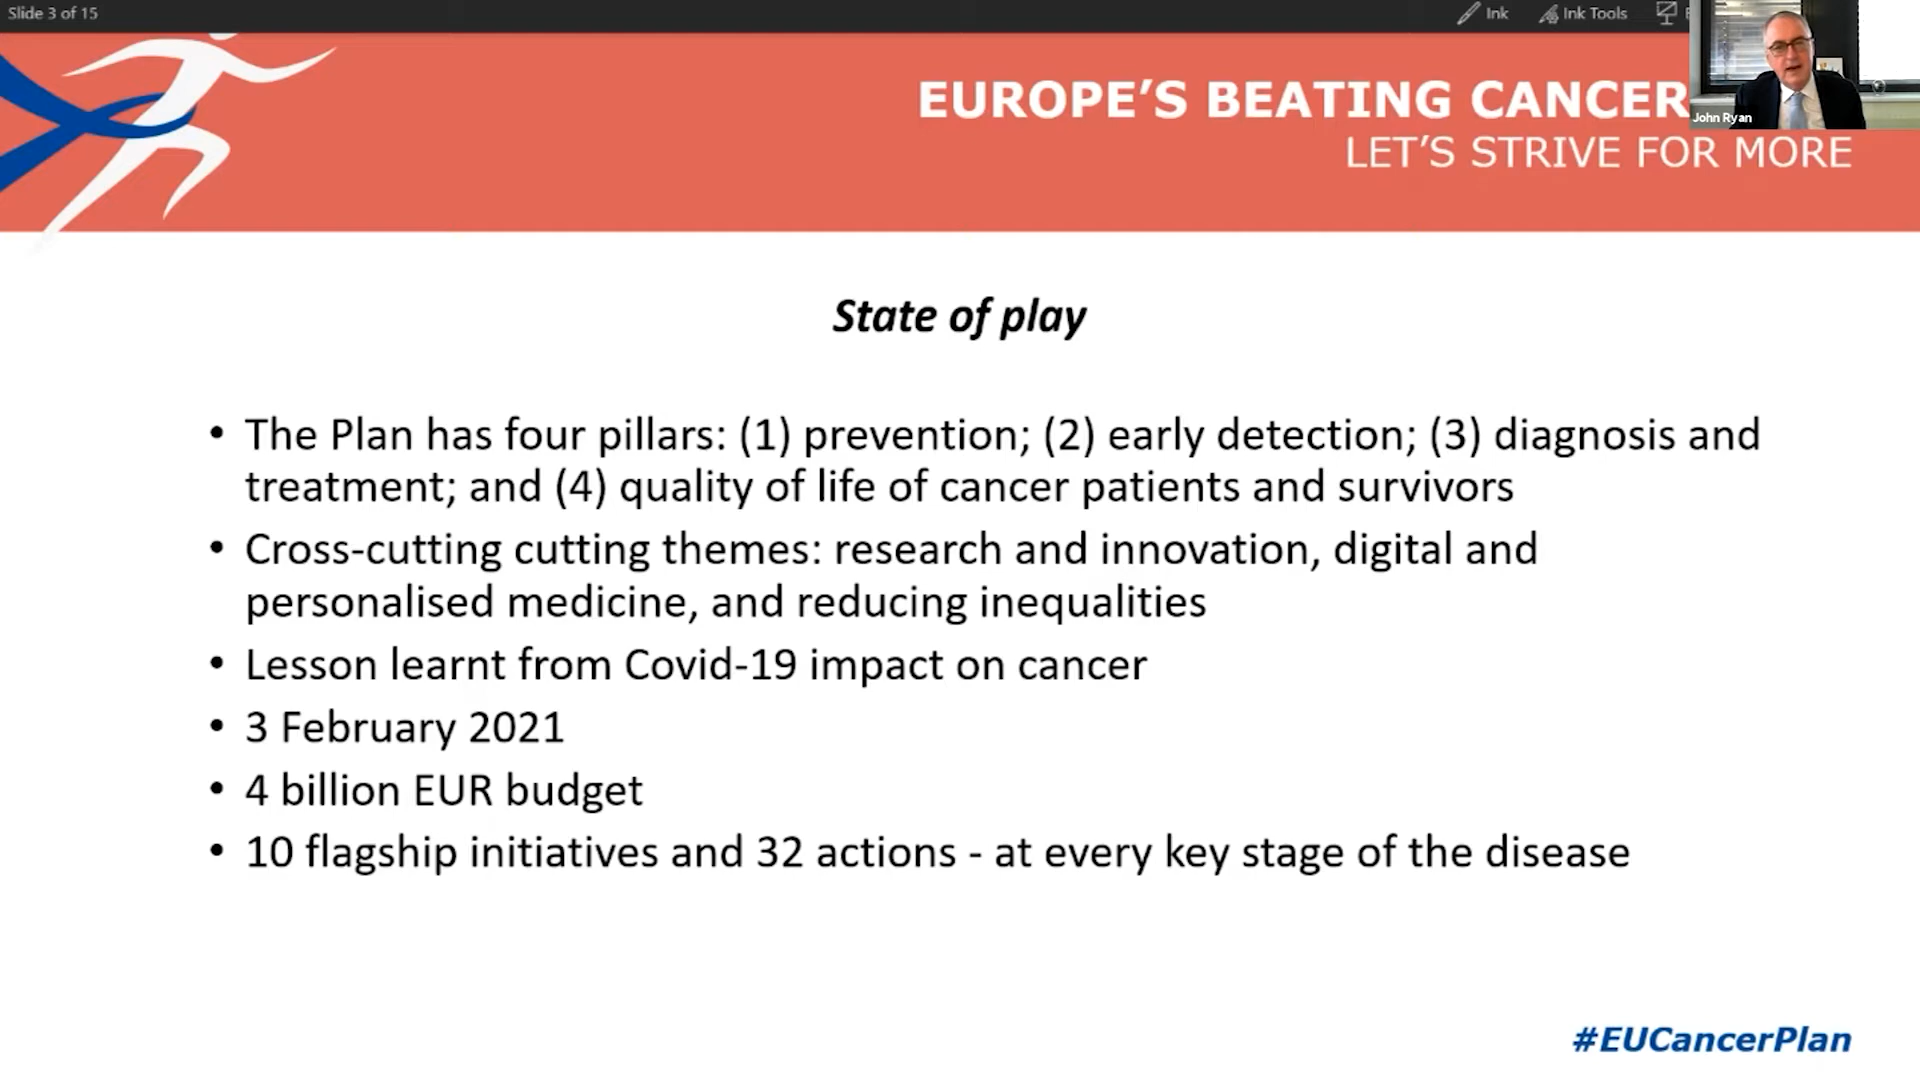 Slide 3 of 15
Ink
Ink Tools
John Ryan
EUROPE'S BEATING CANCER
LET'S STRIVE FOR MORE
State of play
• The Plan has four pillars: (1) prevention; (2) early detection; (3) diagnosis and
treatment; and (4) quality of life of cancer patients and survivors
• Cross-cutting cutting themes: research and innovation, digital and
personalised medicine, and reducing inequalities
• Lesson learnt from Covid-19 impact on cancer
• 3 February 2021
• 4 billion EUR budget
• 10 flagship initiatives and 32 actions - at every key stage of the disease
#EUCancerPlan